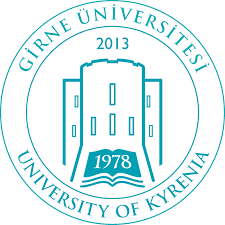 GİRNE ÜNİVERSİTESİ
2013
1978
UNIVERSITY OF KYRENIA